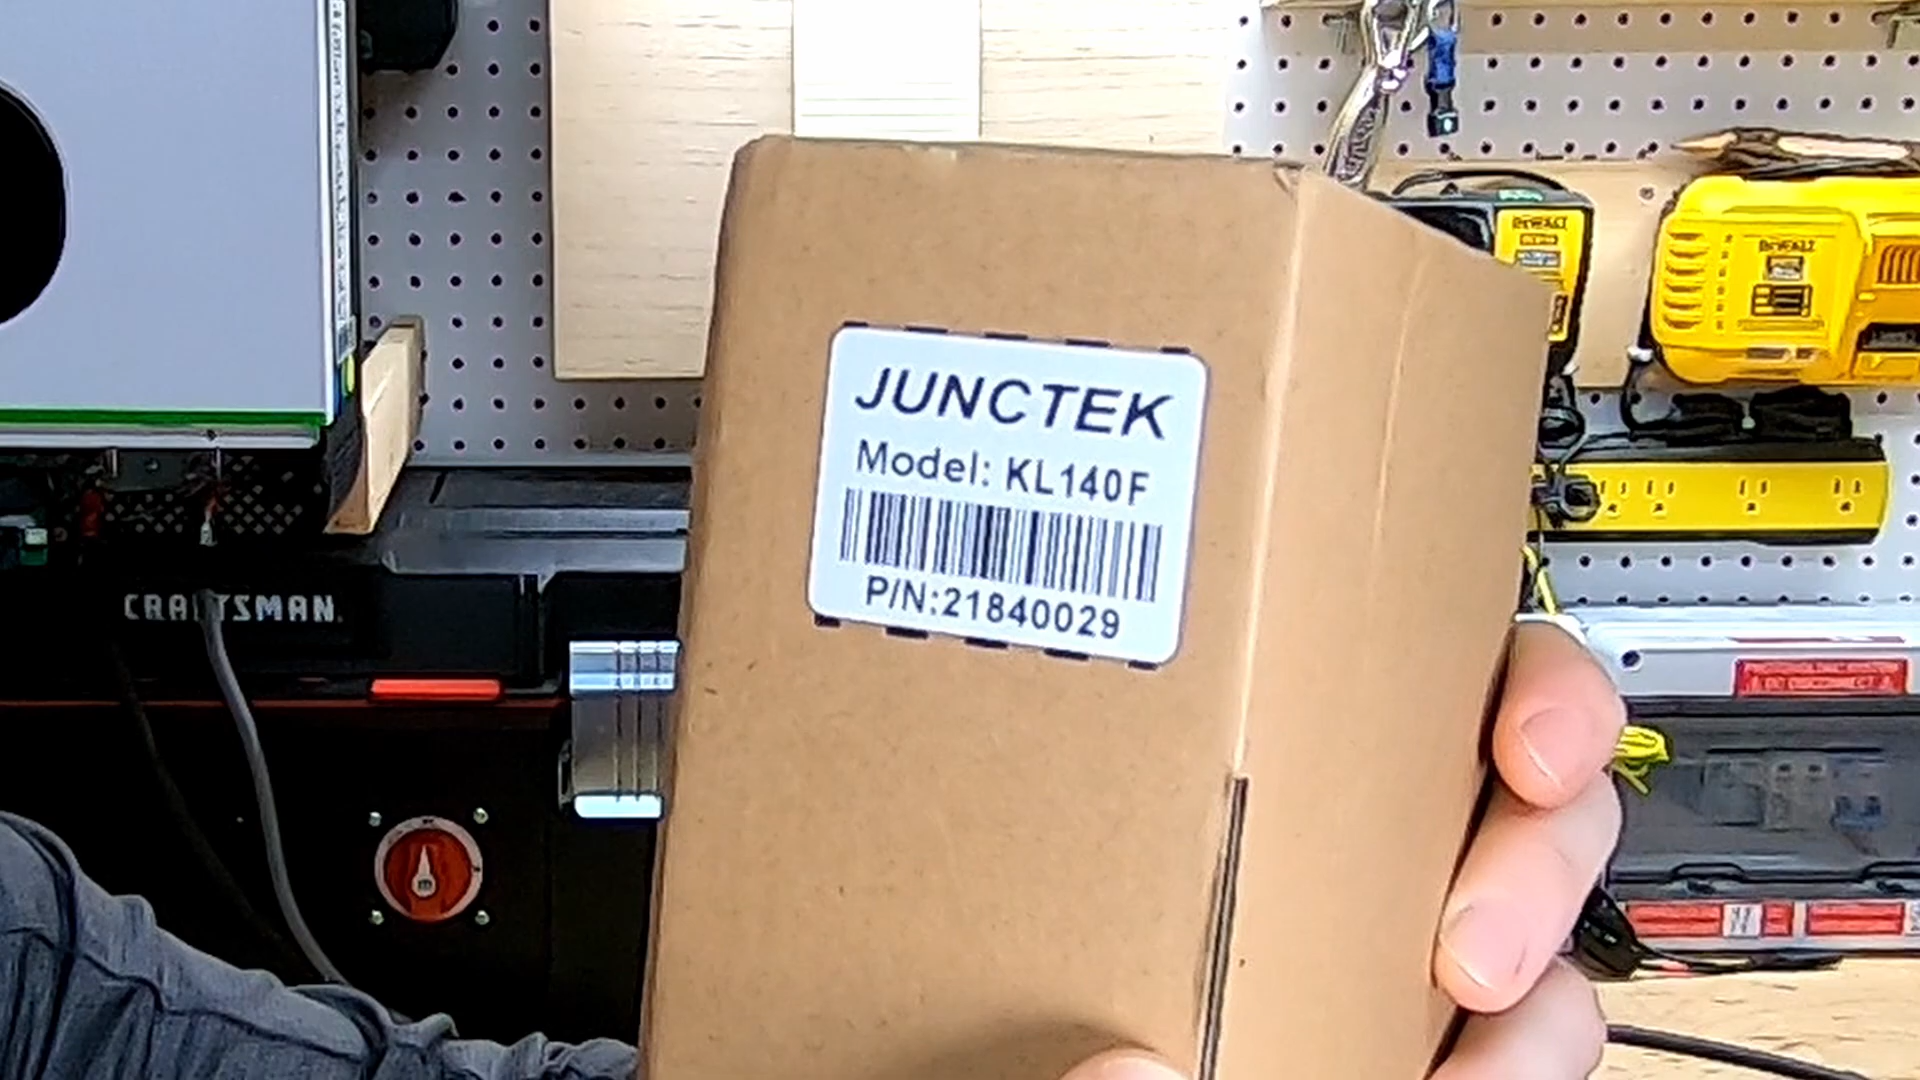 JUNCTEK
Model: KL140F
P/N:21840029
CRAFTSMAN
DEWALT
DEWALT